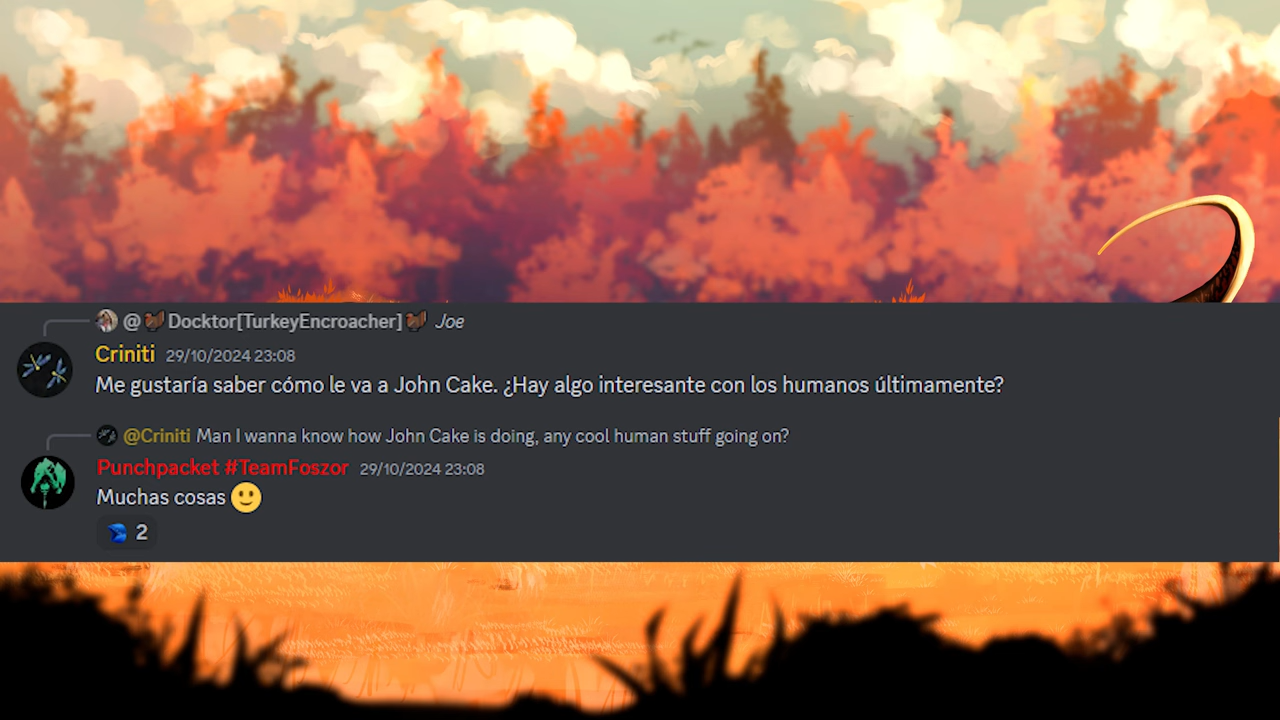 @🦃Docktor[TurkeyEncroacher]🦃 Joe
Criniti 29/10/2024 23:08
Me gustaría saber cómo le va a John Cake. ¿Hay algo interesante con los humanos últimamente?
@Criniti Man I wanna know how John Cake is doing, any cool human stuff going on?
Punchpacket #TeamFoszor 29/10/2024 23:08
Muchas cosas 🙂
2